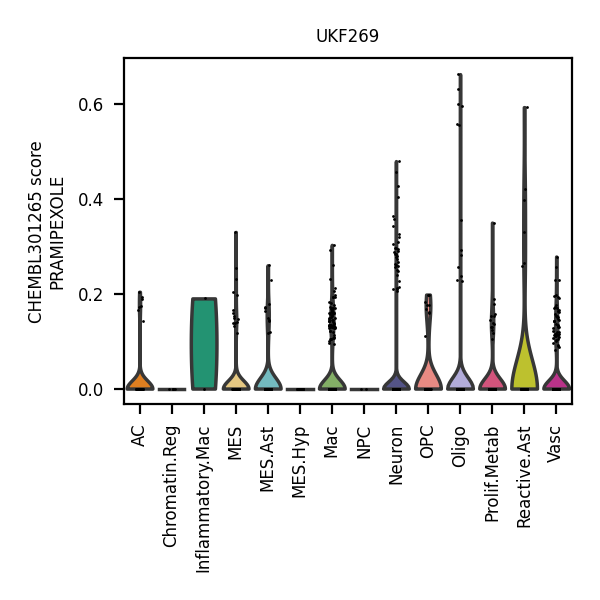 UKF269
CHEMBL301265 score
PRAMIPEXOLE
0.6
0.4
0.2
0.0
AC
Chromatin.Reg
Inflammatory.Mac
MES
MES.Ast
MES.Hyp
Mac
NPC
Neuron
OPC
Oligo
Prolif.Metab
Reactive.Ast
Vasc